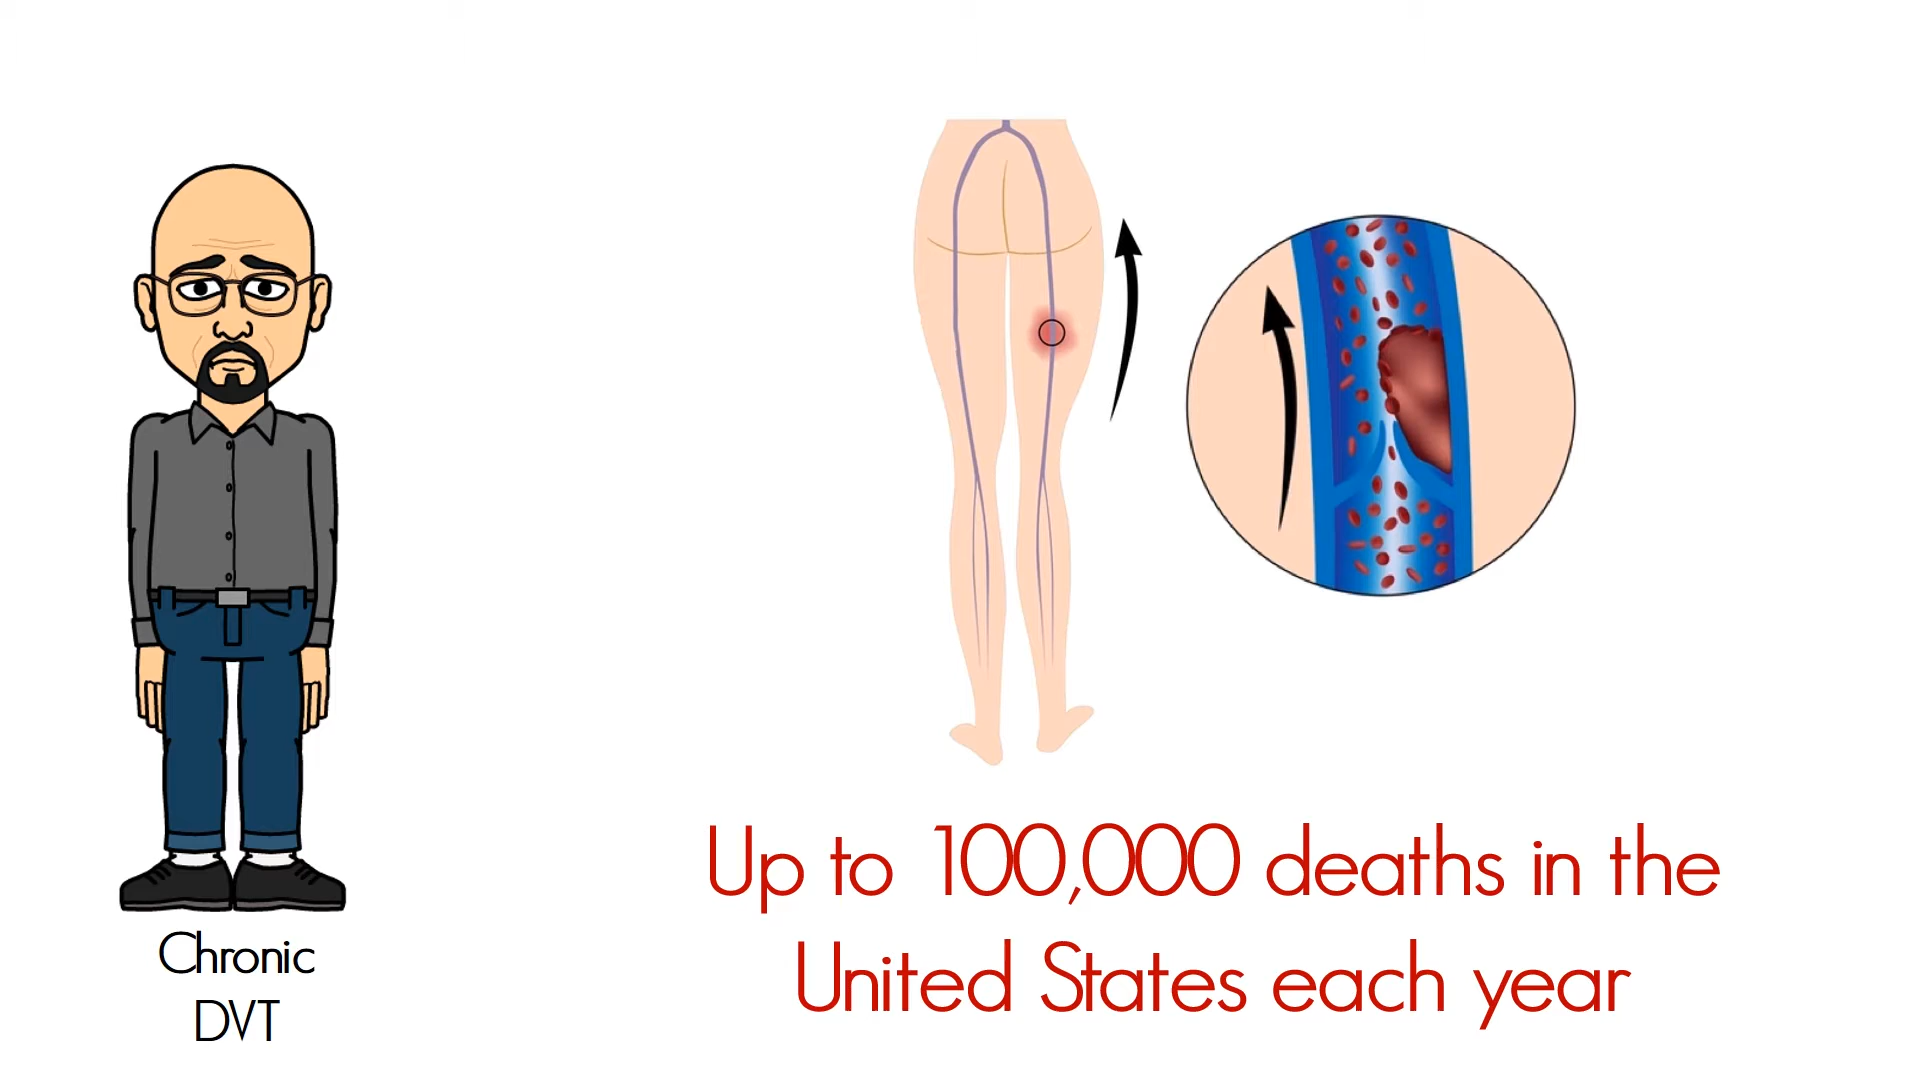 Chronic
DVT
Up to 100,000 deaths in the
United States each year